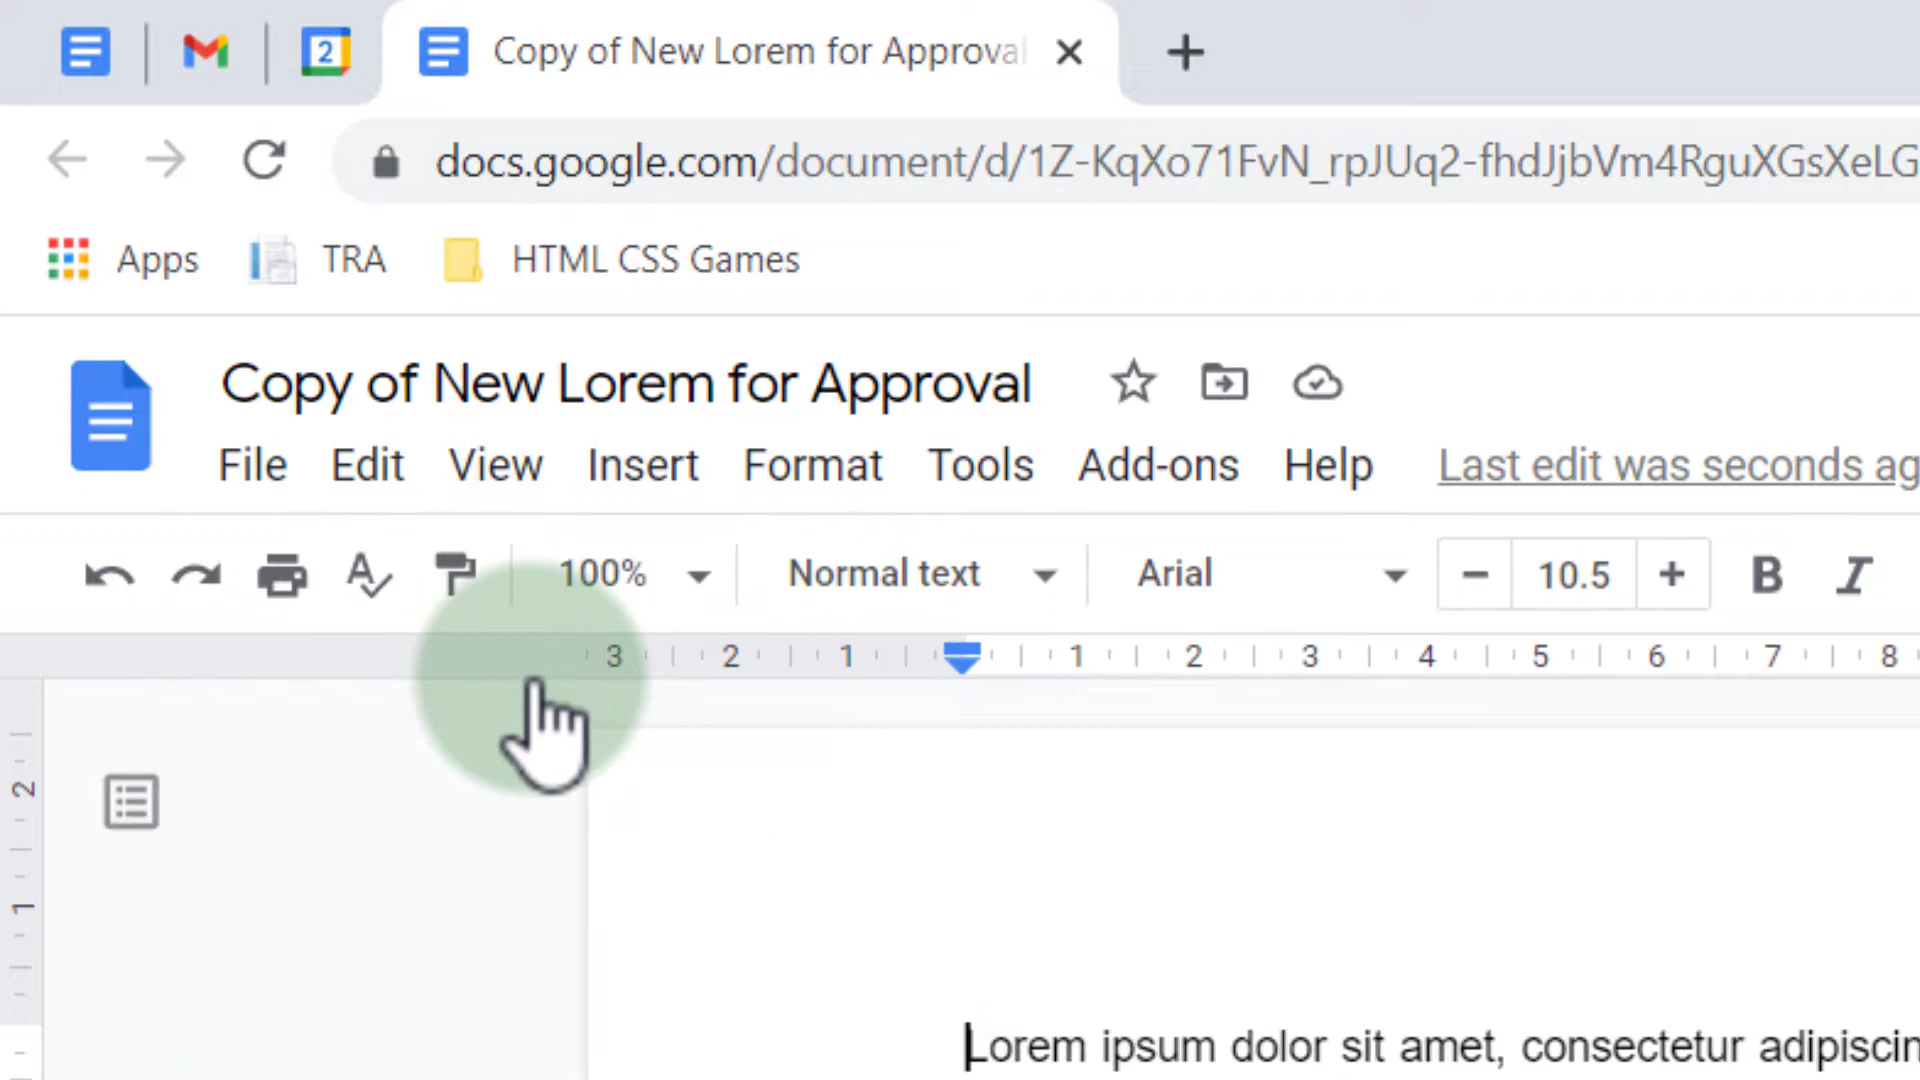 2 Copy of New Lorem for Approval
docs.google.com/document/d/1Z-KqXo71FvN_rpJUq2-fhdJjbVm4RguXGsXeLG
Apps TRA HTML CSS Games
Copy of New Lorem for Approval
File Edit View Insert Format Tools Add-ons Help Last edit was seconds ag
100% Normal text Arial − 10.5 + B I
3 2 1 1 2 3 4 5 6 7 8
2
1
Lorem ipsum dolor sit amet, consectetur adipiscin